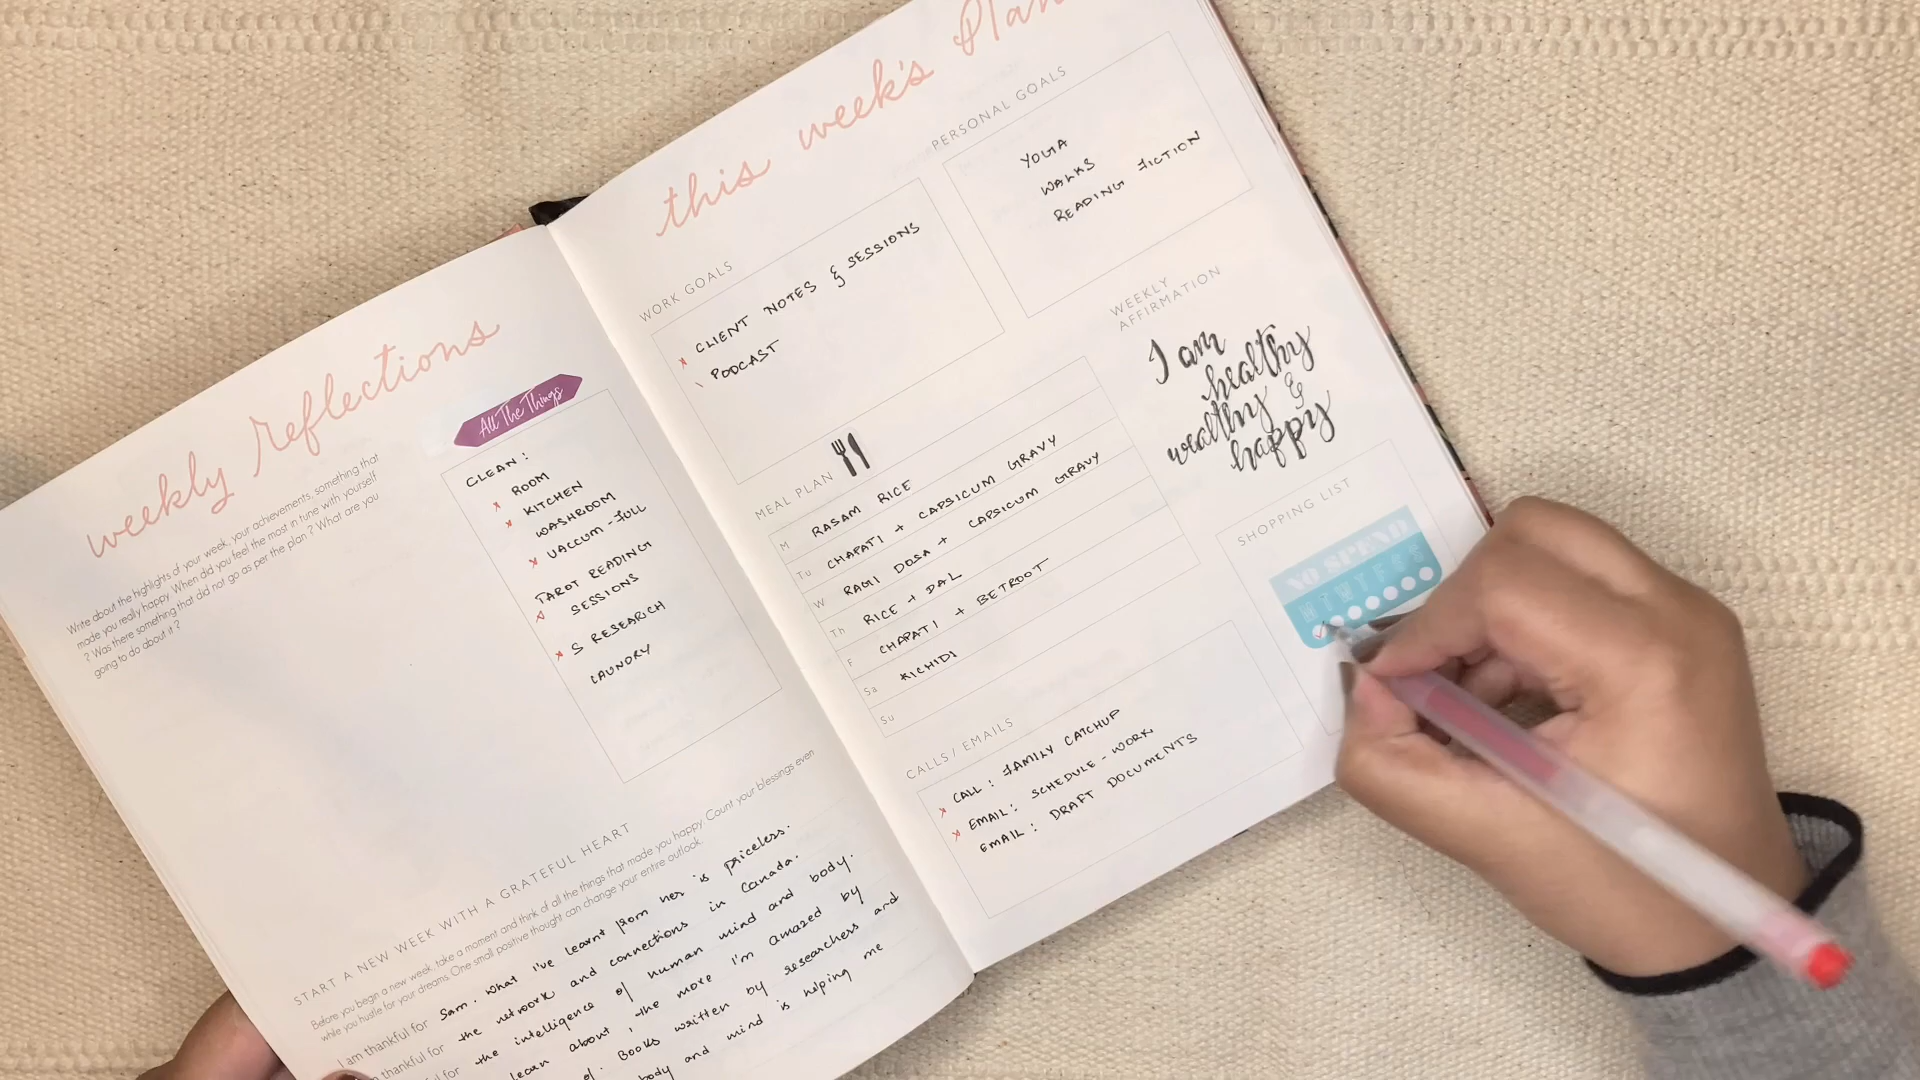 weekly reflections
Write about the highlights of your week, your achievements, something that
made you really happy. When did you feel the most in tune with yourself
? Was there something that did not go as per the plan ? What are you
going to do about it ?
All The Things
CLEAN :
x ROOM
x KITCHEN
WASHROOM
x VACCUM - FULL
TAROT READING
SESSIONS
x S RESEARCH
LAUNDRY
START A NEW WEEK WITH A GRATEFUL HEART
Before you begin a new week, take a moment and think of all the things that made you happy. Count your blessings even
while you hustle for your dreams. One small positive thought can change your entire outlook.
I am thankful for Sam. What I've learnt from her is priceless.
thankful for the network and connections in Canada.
for the intelligence of human mind and body.
learn about, the more I'm amazed by
of. Books written by researchers and
body and mind is helping me
this week's Plan
WORK GOALS
x CLIENT NOTES & SESSIONS
\ PODCAST
PERSONAL GOALS
YOGA
WALKS
READING FICTION
MEAL PLAN
M RASAM RICE
Tu CHAPATI + CAPSICUM GRAVY
W RAGI DOSA + CAPSICUM GRAVY
Th RICE + DAL
F CHAPATI + BETROOT
Sa KICHIDI
Su
WEEKLY
AFFIRMATION
I am
healthy
wealthy &
happy
SHOPPING LIST
NO SPEND
CALLS / EMAILS
x CALL : FAMILY CATCHUP
x EMAIL : SCHEDULE - WORK
EMAIL : DRAFT DOCUMENTS